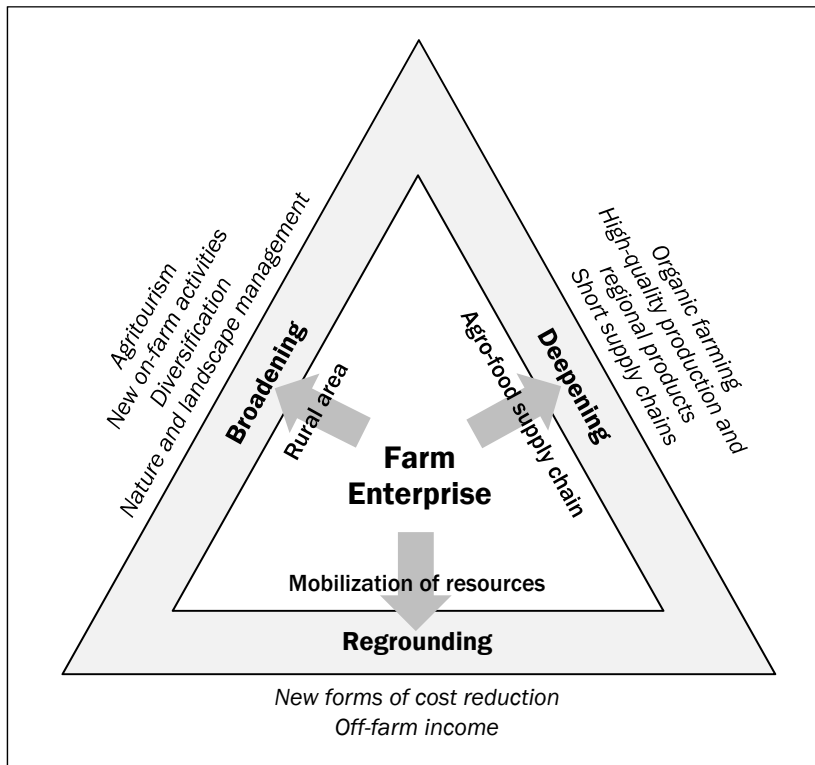 Agritourism
New on-farm activities
Diversification
Nature and landscape management
Broadening
Rural area
Organic farming
High-quality production and
regional products
Short supply chains
Deepening
Agro-food supply chain
Farm
Enterprise
Mobilization of resources
Regrounding
New forms of cost reduction
Off-farm income